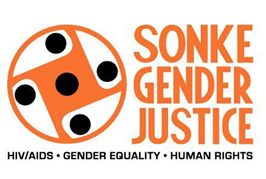 SONKE
GENDER
JUSTICE
HIV/AIDS • GENDER EQUALITY • HUMAN RIGHTS